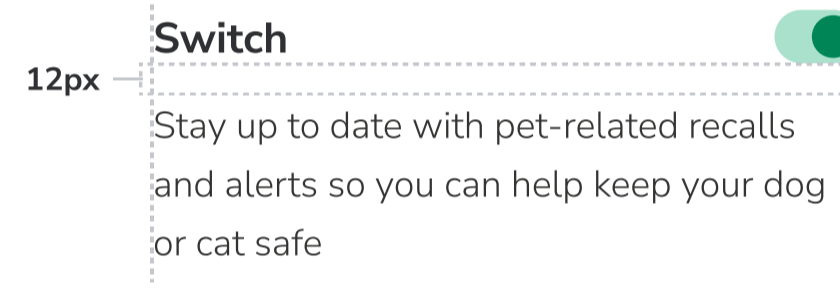 Switch
12px
Stay up to date with pet-related recalls
and alerts so you can help keep your dog
or cat safe